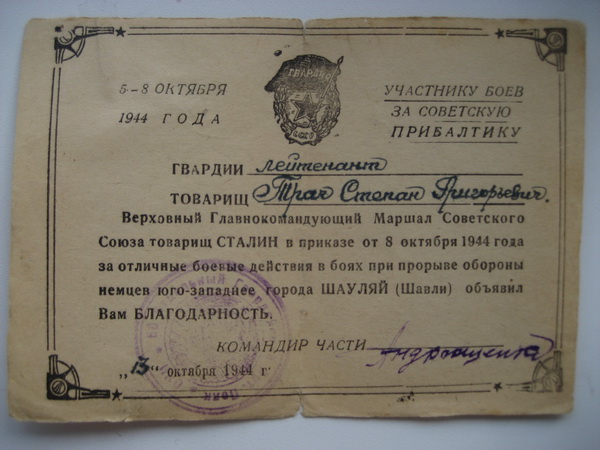 ГВАРДИЯ
СССР
5-8 ОКТЯБРЯ
1944 ГОДА
УЧАСТНИКУ БОЕВ
ЗА СОВЕТСКУЮ
ПРИБАЛТИКУ
ГВАРДИИ лейтенант
ТОВАРИЩ Трач Степан Григорьевич.
Верховный Главнокомандующий Маршал Советского
Союза товарищ СТАЛИН в приказе от 8 октября 1944 года
за отличные боевые действия в боях при прорыве обороны
немцев юго-западнее города ШАУЛЯЙ (Шавли) объявил
Вам БЛАГОДАРНОСТЬ.
КОМАНДИР ЧАСТИ
„13" октября 1944 г.